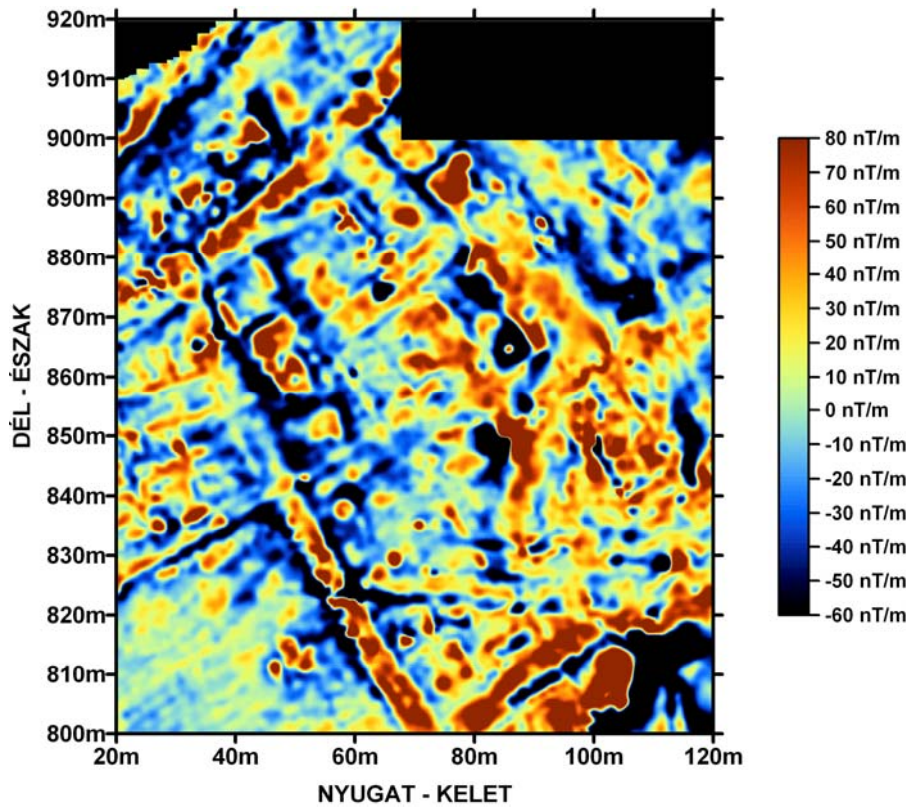 920m
910m
900m
890m
880m
870m
860m
850m
840m
830m
820m
810m
800m
DÉL - ÉSZAK
20m 40m 60m 80m 100m 120m
NYUGAT - KELET
80 nT/m
70 nT/m
60 nT/m
50 nT/m
40 nT/m
30 nT/m
20 nT/m
10 nT/m
0 nT/m
-10 nT/m
-20 nT/m
-30 nT/m
-40 nT/m
-50 nT/m
-60 nT/m